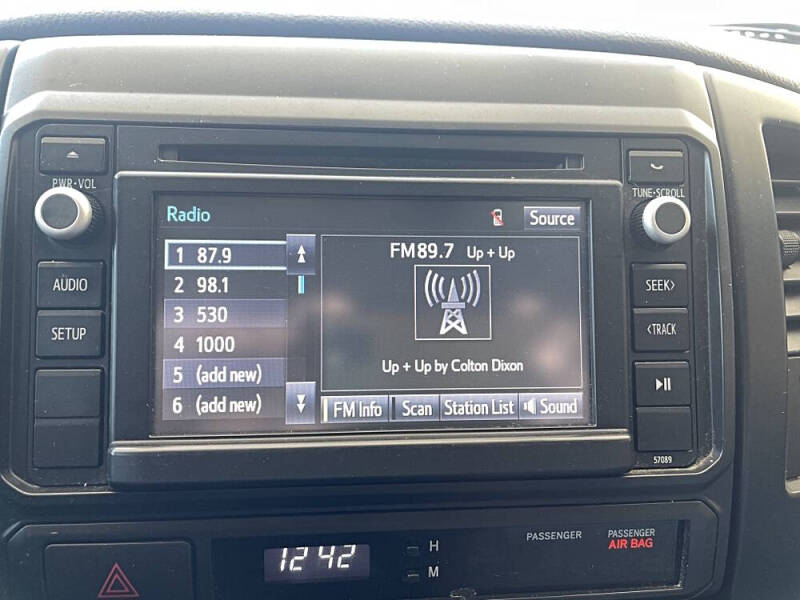 PWR•VOL
TUNE•SCROLL
Radio
Source
1 87.9
2 98.1
3 530
4 1000
5 (add new)
6 (add new)
FM89.7 Up + Up
Up + Up by Colton Dixon
FM Info
Scan
Station List
Sound
AUDIO
SETUP
SEEK>
<TRACK
57089
12 42
H
M
PASSENGER
PASSENGER
AIR BAG